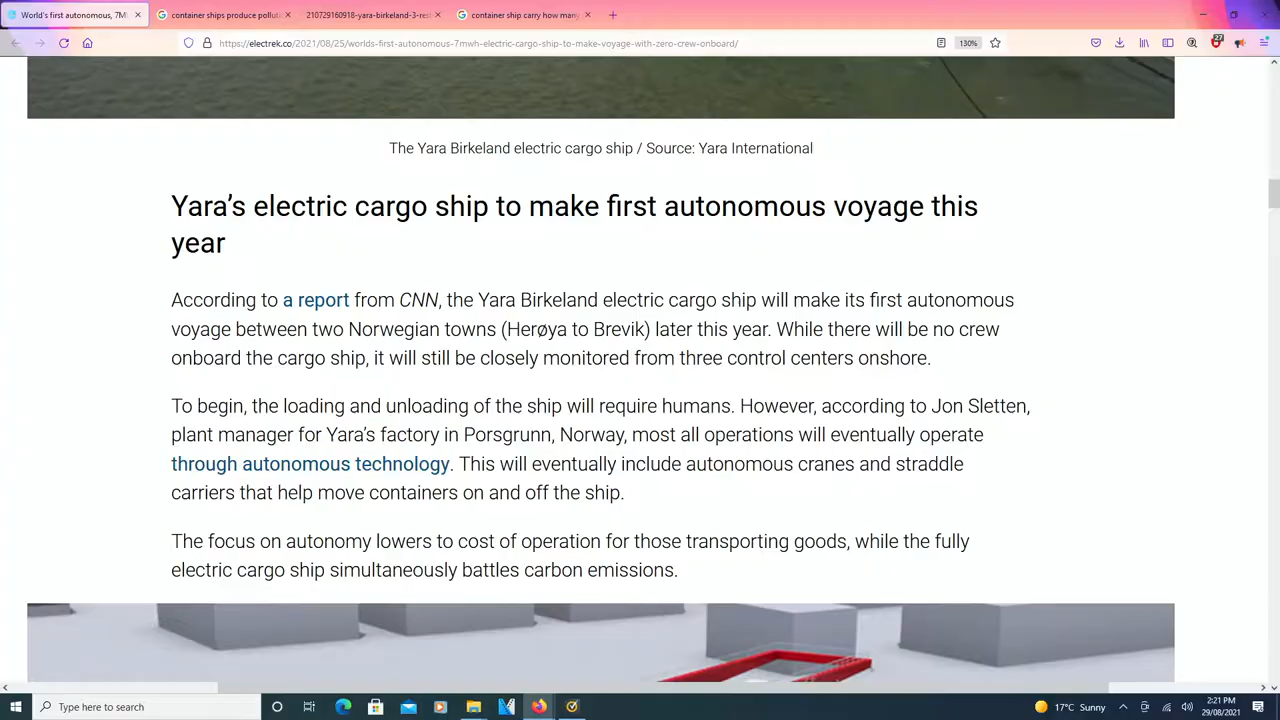 World's first autonomous, 7M
container ships produce polluti
210729160918-yara-birkeland-3-rest
container ship carry how many
https://electrek.co/2021/08/25/worlds-first-autonomous-7mwh-electric-cargo-ship-to-make-voyage-with-zero-crew-onboard/
130%
27
The Yara Birkeland electric cargo ship / Source: Yara International
Yara's electric cargo ship to make first autonomous voyage this
year
According to a report from CNN, the Yara Birkeland electric cargo ship will make its first autonomous
voyage between two Norwegian towns (Herøya to Brevik) later this year. While there will be no crew
onboard the cargo ship, it will still be closely monitored from three control centers onshore.
To begin, the loading and unloading of the ship will require humans. However, according to Jon Sletten,
plant manager for Yara's factory in Porsgrunn, Norway, most all operations will eventually operate
through autonomous technology. This will eventually include autonomous cranes and straddle
carriers that help move containers on and off the ship.
The focus on autonomy lowers to cost of operation for those transporting goods, while the fully
electric cargo ship simultaneously battles carbon emissions.
Type here to search
17°C Sunny
2:21 PM
29/08/2021